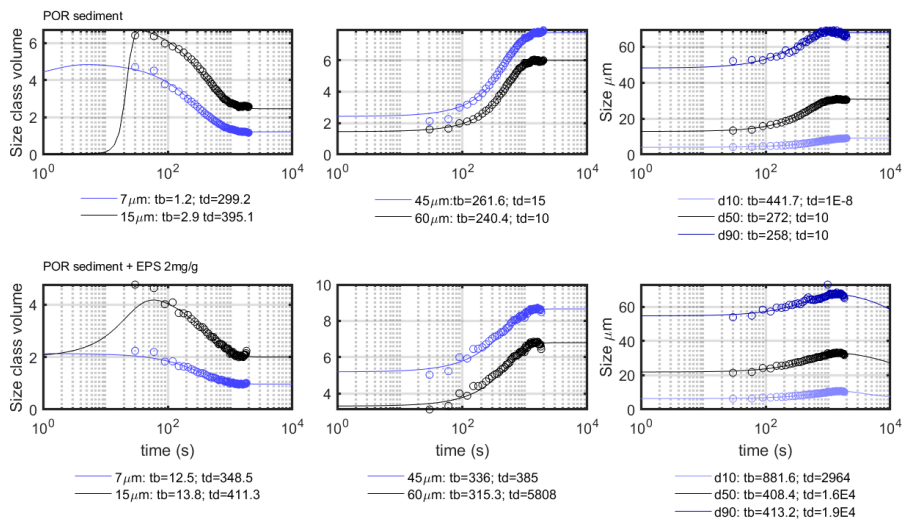 POR sediment
Size class volume
6
4
2
0
10^0
10^2
10^4
7μm: tb=1.2; td=299.2
15μm: tb=2.9 td=395.1
8
6
4
2
0
10^0
10^2
10^4
45μm:tb=261.6; td=15
60μm: tb=240.4; td=10
Size μm
60
40
20
0
10^0
10^2
10^4
d10: tb=441.7; td=1E-8
d50: tb=272; td=10
d90: tb=258; td=10
POR sediment + EPS 2mg/g
Size class volume
4
2
0
10^0
10^2
10^4
time (s)
7μm: tb=12.5; td=348.5
15μm: tb=13.8; td=411.3
10
8
6
4
10^0
10^2
10^4
time (s)
45μm: tb=336; td=385
60μm: tb=315.3; td=5808
Size μm
60
40
20
0
10^0
10^2
10^4
time (s)
d10: tb=881.6; td=2964
d50: tb=408.4; td=1.6E4
d90: tb=413.2; td=1.9E4